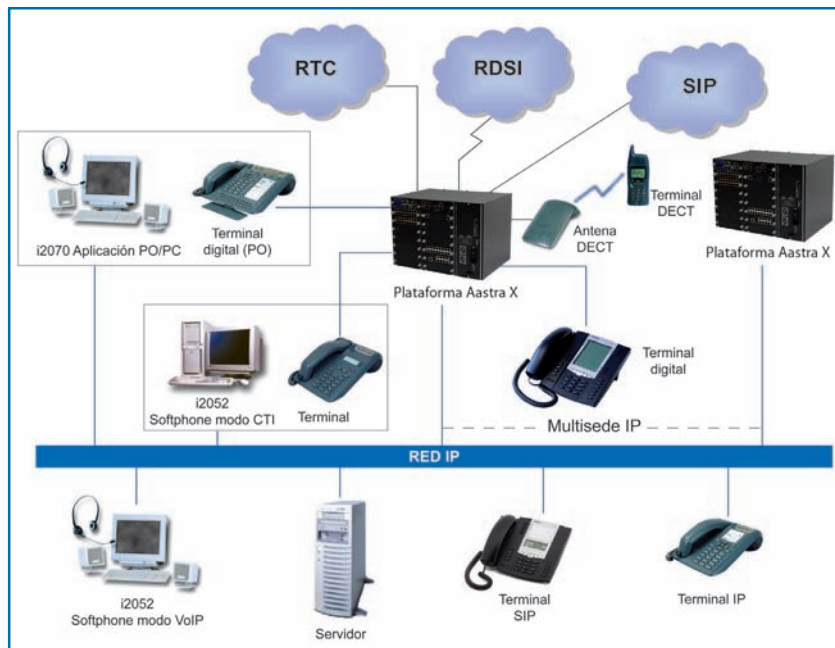 RTC
RDSI
SIP
i2070 Aplicación PO/PC
Terminal
digital (PO)
Antena
DECT
Terminal
DECT
Plataforma Aastra X
Plataforma Aastra X
i2052
Softphone modo CTI
Terminal
Terminal
digital
Multisede IP
RED IP
i2052
Softphone modo VoIP
Servidor
Terminal
SIP
Terminal IP